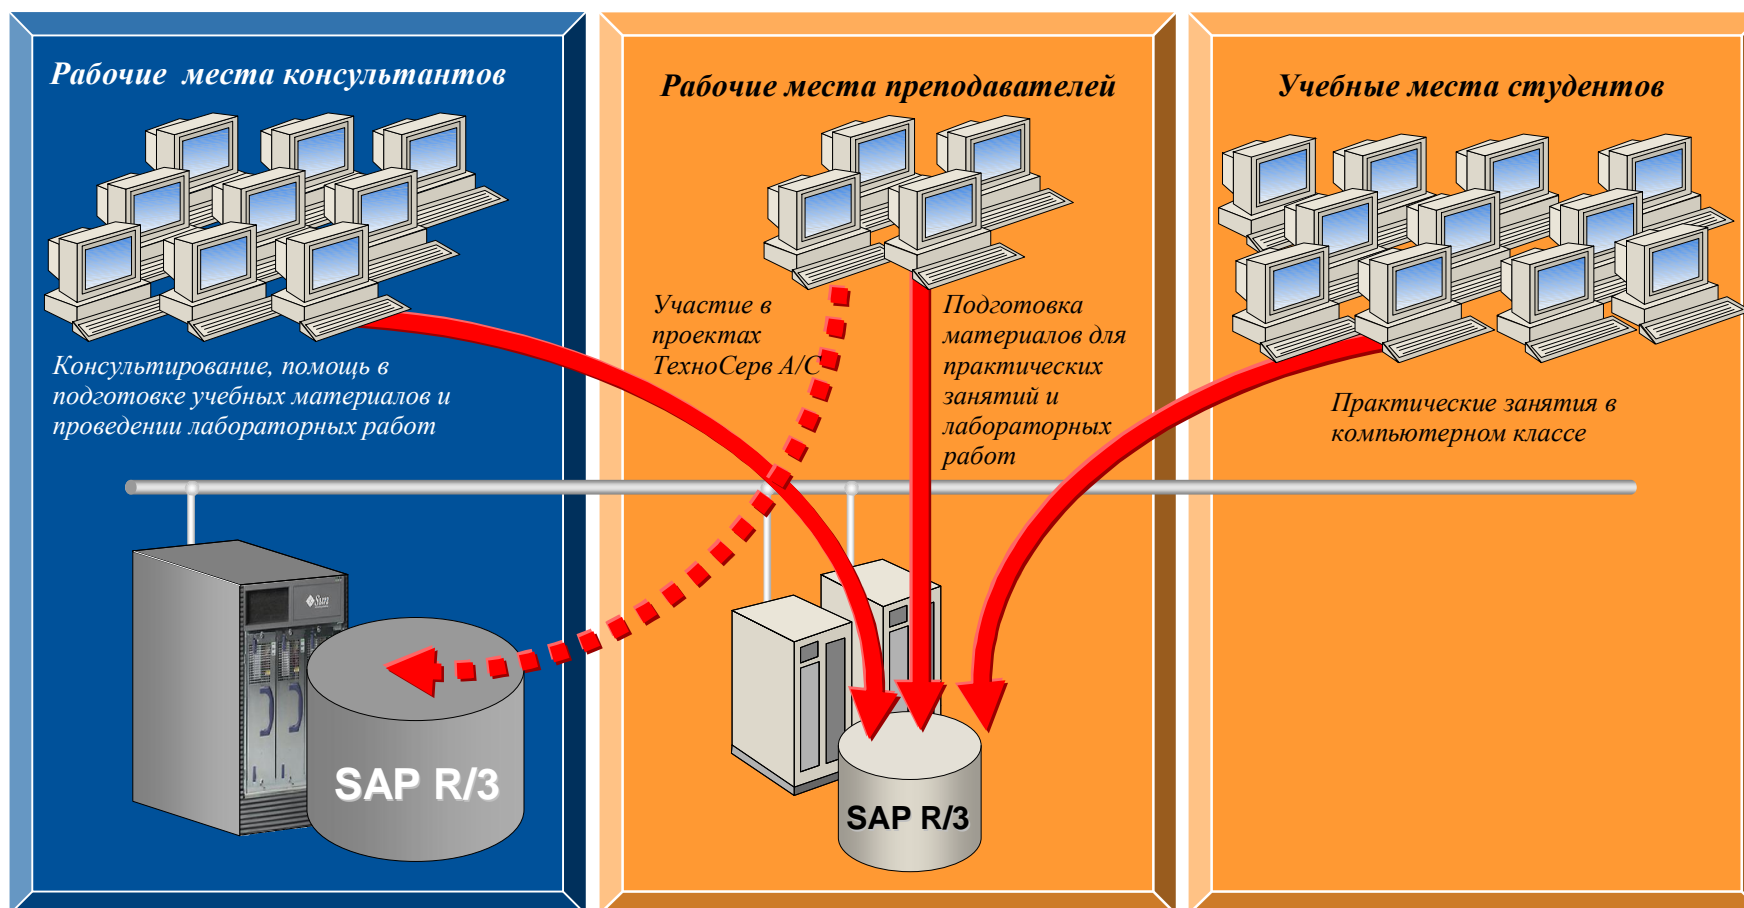 Рабочие места консультантов
Консультирование, помощь в
подготовке учебных материалов и
проведении лабораторных работ
Sun
SAP R/3
Рабочие места преподавателей
Участие в
проектах
ТехноСерв А/С
Подготовка
материалов для
практических
занятий и
лабораторных
работ
SAP R/3
Учебные места студентов
Практические занятия в
компьютерном классе